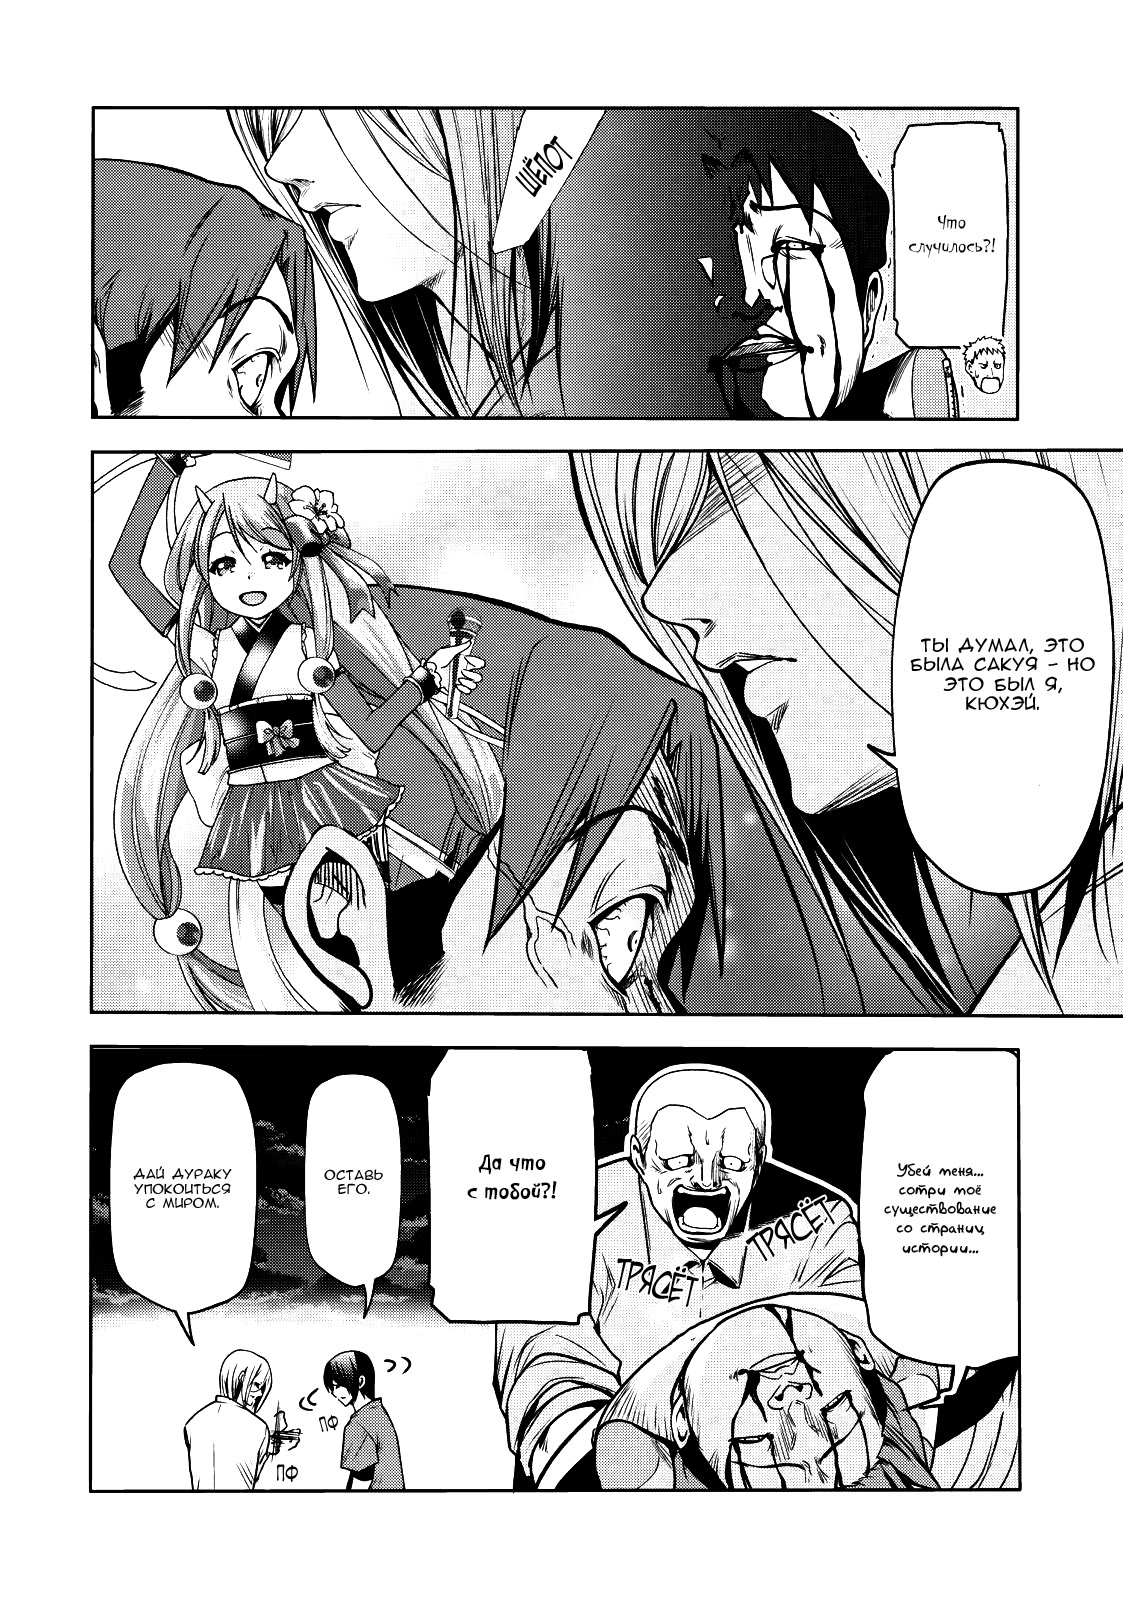 Что
случилось?!
ШЁПОТ
ТЫ ДУМАЛ, ЭТО
БЫЛА САКУЯ – НО
ЭТО БЫЛ Я,
КЮХЭЙ.
Убей меня...
сотри моё
существование
со страниц
истории...
ТРЯСЁТ
ТРЯСЁТ
Да что
с тобой?!
ОСТАВЬ
ЕГО.
ДАЙ ДУРАКУ
УПОКОИТЬСЯ
С МИРОМ.
ПФ
ПФ